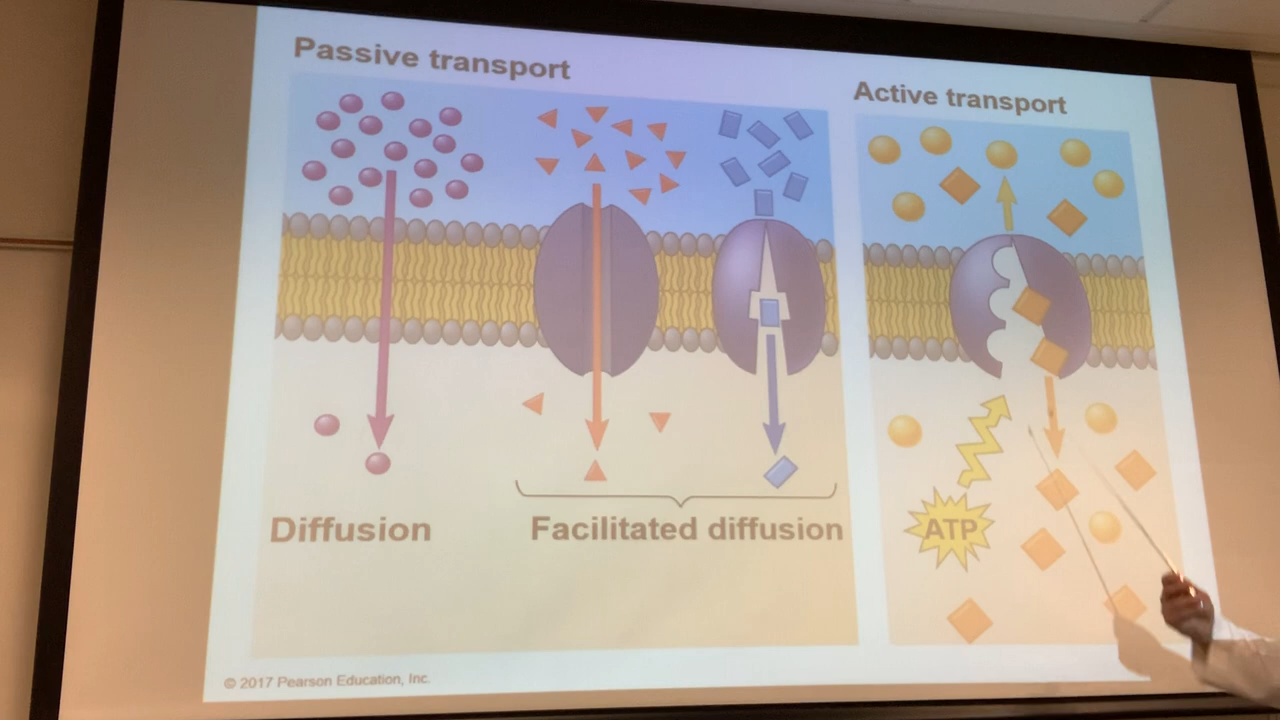 Passive transport
Active transport
Diffusion
Facilitated diffusion
ATP
© 2017 Pearson Education, Inc.